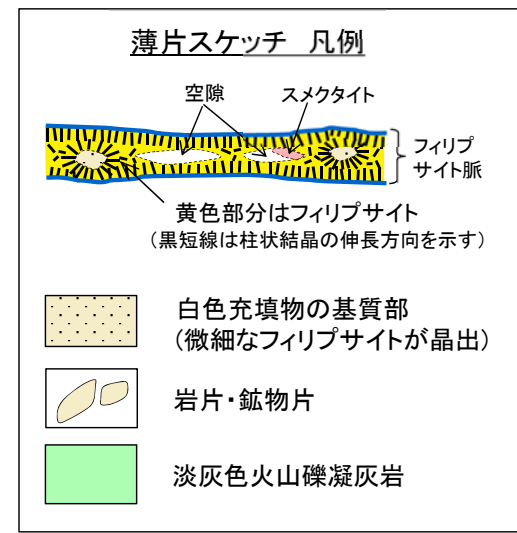 薄片スケッチ 凡例
空隙
スメクタイト
フィリプ
サイト脈
黄色部分はフィリプサイト
(黒短線は柱状結晶の伸長方向を示す)
白色充填物の基質部
(微細なフィリプサイトが晶出)
岩片・鉱物片
淡灰色火山礫凝灰岩